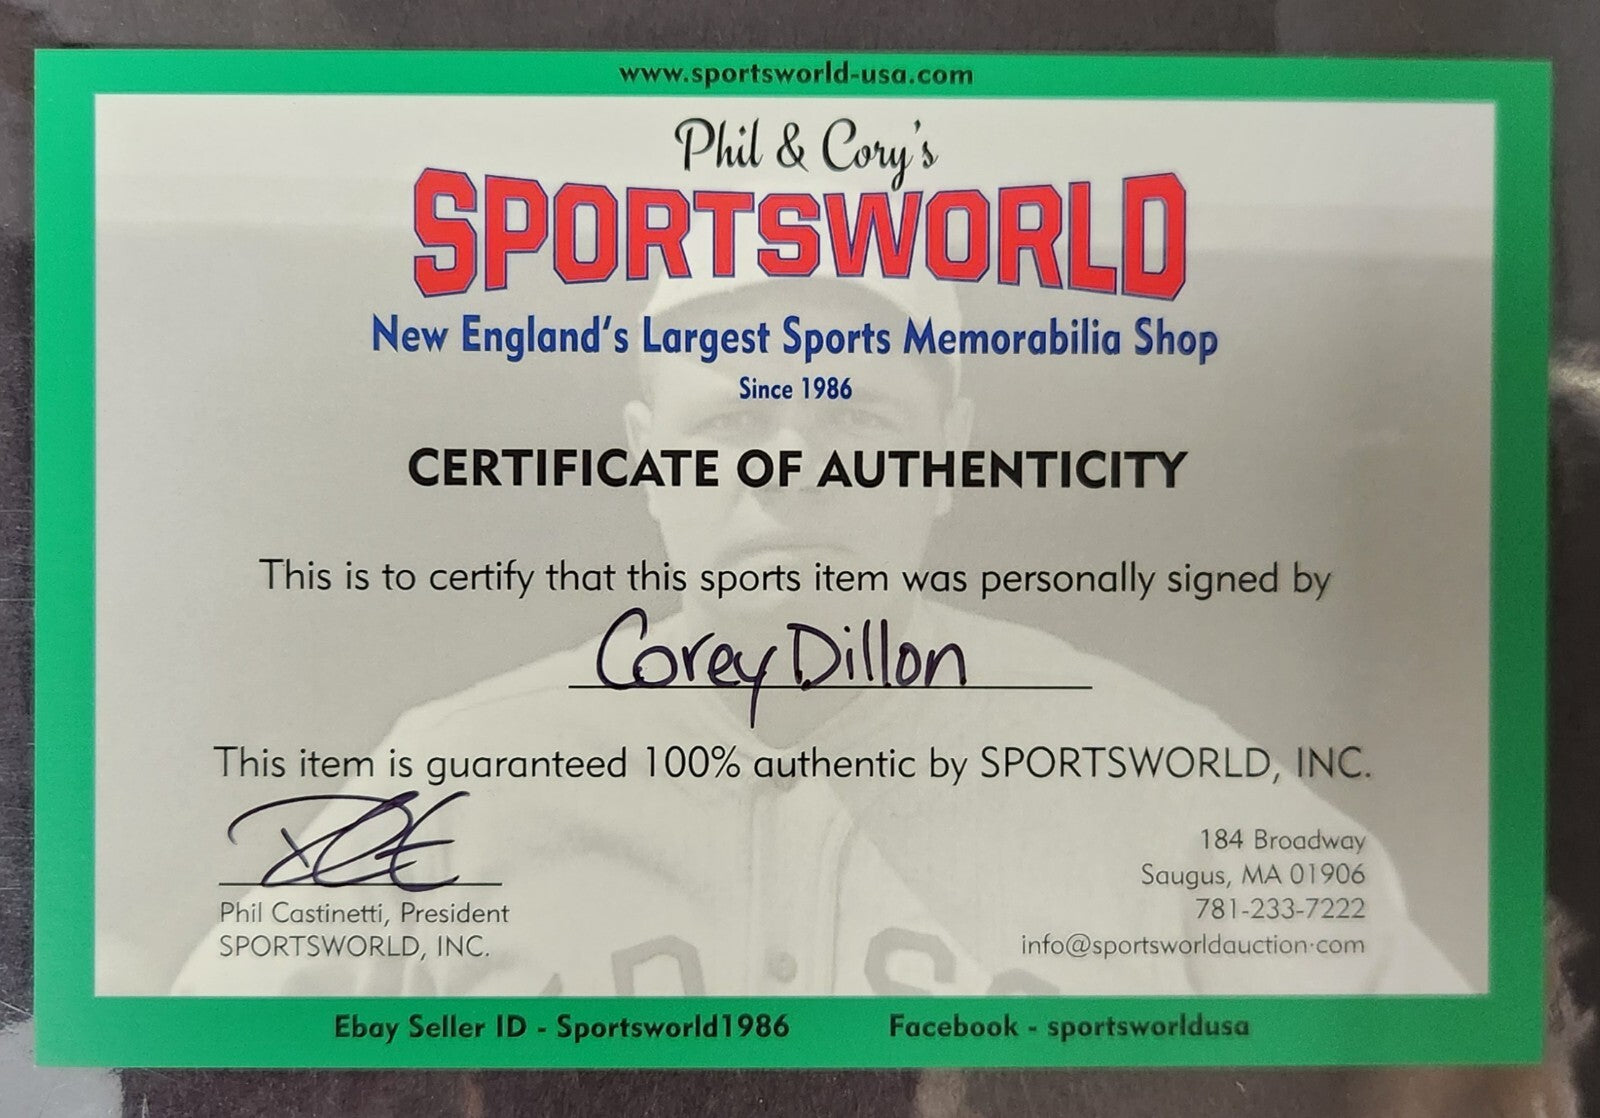 www.sportsworld-usa.com
Phil & Cory's
SPORTSWORLD
New England's Largest Sports Memorabilia Shop
Since 1986
CERTIFICATE OF AUTHENTICITY
This is to certify that this sports item was personally signed by
Corey Dillon
This item is guaranteed 100% authentic by SPORTSWORLD, INC.
Phil Castinetti, President
SPORTSWORLD, INC.
184 Broadway
Saugus, MA 01906
781-233-7222
info@sportsworldauction·com
Ebay Seller ID - Sportsworld1986
Facebook - sportsworldusa